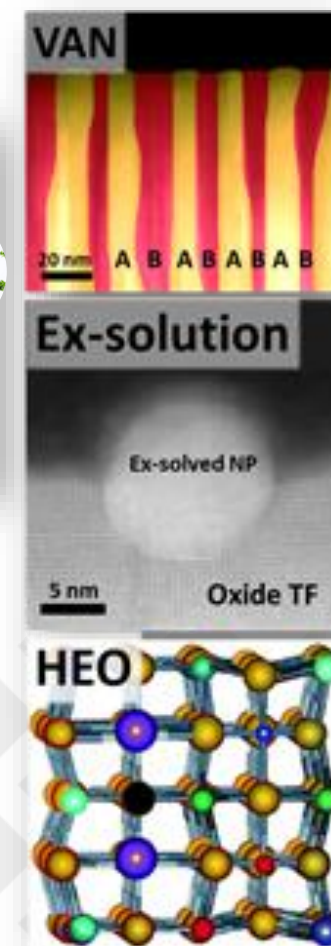 VAN
20 nm A B A B A B A B
Ex-solution
Ex-solved NP
5 nm Oxide TF
HEO